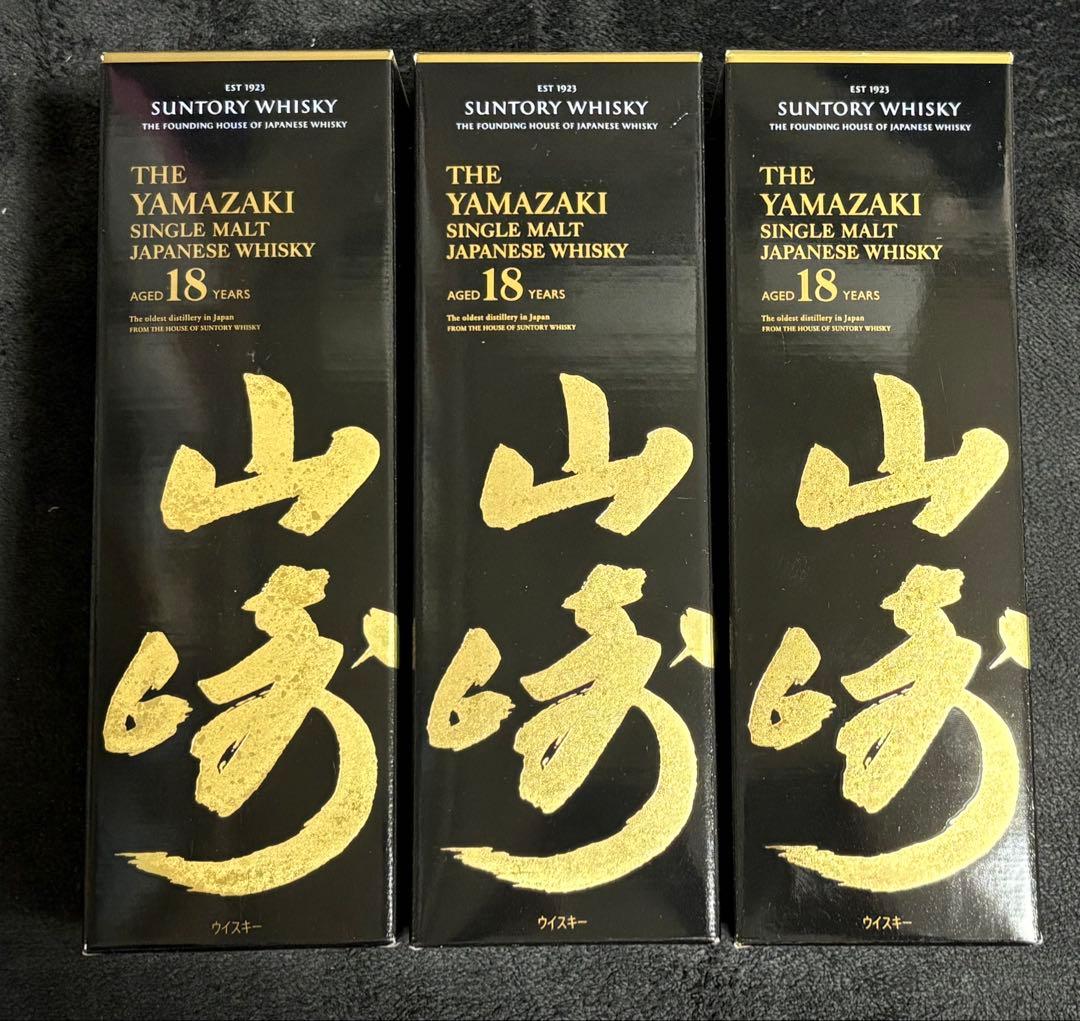 EST 1923
SUNTORY WHISKY
THE FOUNDING HOUSE OF JAPANESE WHISKY
THE
YAMAZAKI
SINGLE MALT
JAPANESE WHISKY
AGED 18 YEARS
The oldest distillery in Japan
FROM THE HOUSE OF SUNTORY WHISKY
山
崎
ウイスキー
EST 1923
SUNTORY WHISKY
THE FOUNDING HOUSE OF JAPANESE WHISKY
THE
YAMAZAKI
SINGLE MALT
JAPANESE WHISKY
AGED 18 YEARS
The oldest distillery in Japan
FROM THE HOUSE OF SUNTORY WHISKY
山
崎
ウイスキー
EST 1923
SUNTORY WHISKY
THE FOUNDING HOUSE OF JAPANESE WHISKY
THE
YAMAZAKI
SINGLE MALT
JAPANESE WHISKY
AGED 18 YEARS
The oldest distillery in Japan
FROM THE HOUSE OF SUNTORY WHISKY
山
崎
ウイスキー